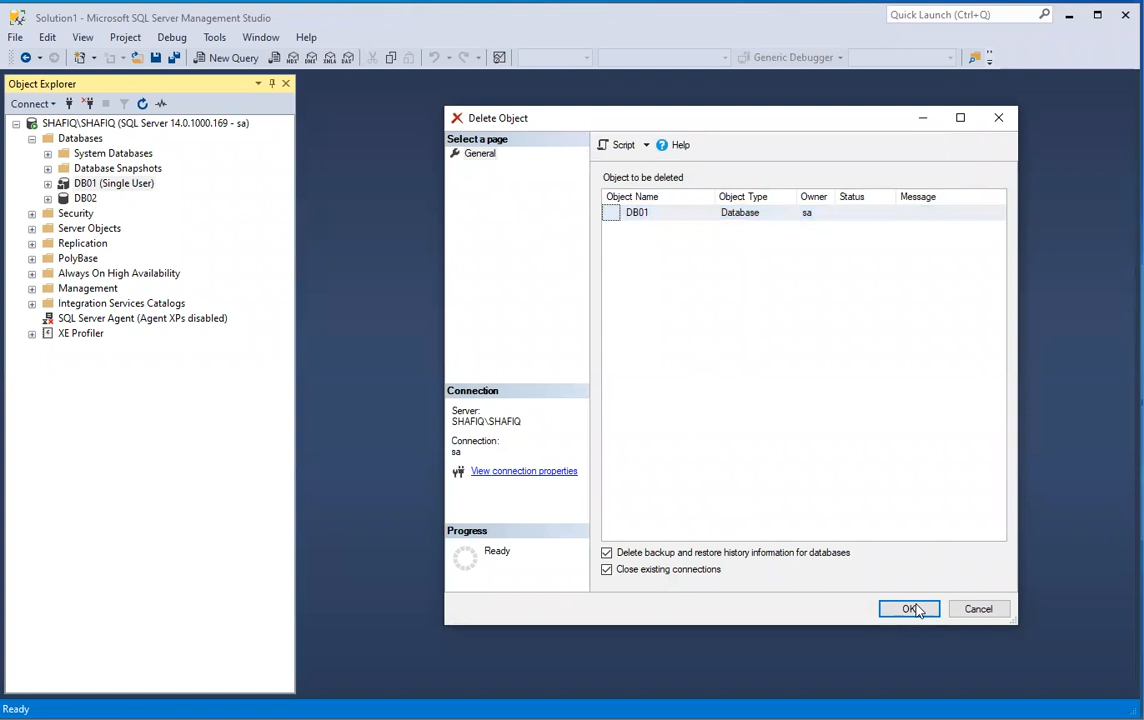 Solution1 - Microsoft SQL Server Management Studio
Quick Launch (Ctrl+Q)
File Edit View Project Debug Tools Window Help
New Query
MDX DMX XMLA DAX
Generic Debugger
Object Explorer
Connect
SHAFIQ\SHAFIQ (SQL Server 14.0.1000.169 - sa)
Databases
System Databases
Database Snapshots
DB01 (Single User)
DB02
Security
Server Objects
Replication
PolyBase
Always On High Availability
Management
Integration Services Catalogs
SQL Server Agent (Agent XPs disabled)
XE Profiler
Delete Object
Select a page
General
Script Help
Object to be deleted
Object Name Object Type Owner Status Message
DB01 Database sa
Connection
Server:
SHAFIQ\SHAFIQ
Connection:
sa
View connection properties
Progress
Ready
Delete backup and restore history information for databases
Close existing connections
OK Cancel
Ready